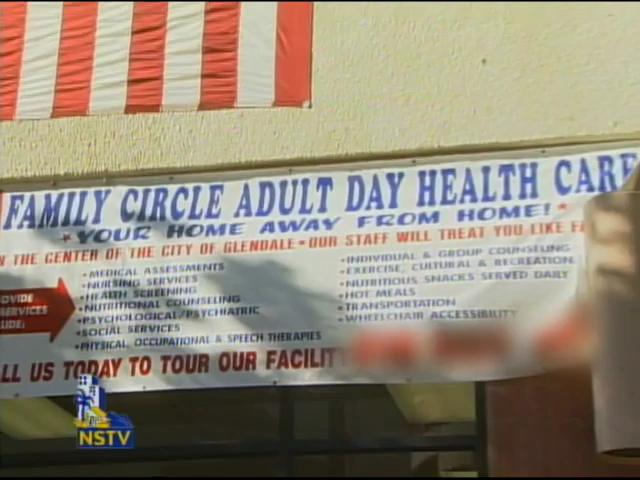 FAMILY CIRCLE ADULT DAY HEALTH CARE
★YOUR HOME AWAY FROM HOME!★
N THE CENTER OF THE CITY OF GLENDALE • OUR STAFF WILL TREAT YOU LIKE FA
OVIDE
SERVICES
UDE:
•MEDICAL ASSESSMENTS
•NURSING SERVICES
•HEALTH SCREENING
•NUTRITIONAL COUNSELING
•PSYCHOLOGICAL/PSYCHIATRIC
•SOCIAL SERVICES
•PHYSICAL, OCCUPATIONAL & SPEECH THERAPIES
•INDIVIDUAL & GROUP COUNSELING
•EXERCISE, CULTURAL & RECREATION
•NUTRITIOUS SNACKS SERVED DAILY
•HOT MEALS
•TRANSPORTATION
•WHEELCHAIR ACCESSIBILITY
LL US TODAY TO TOUR OUR FACILIT
NSTV